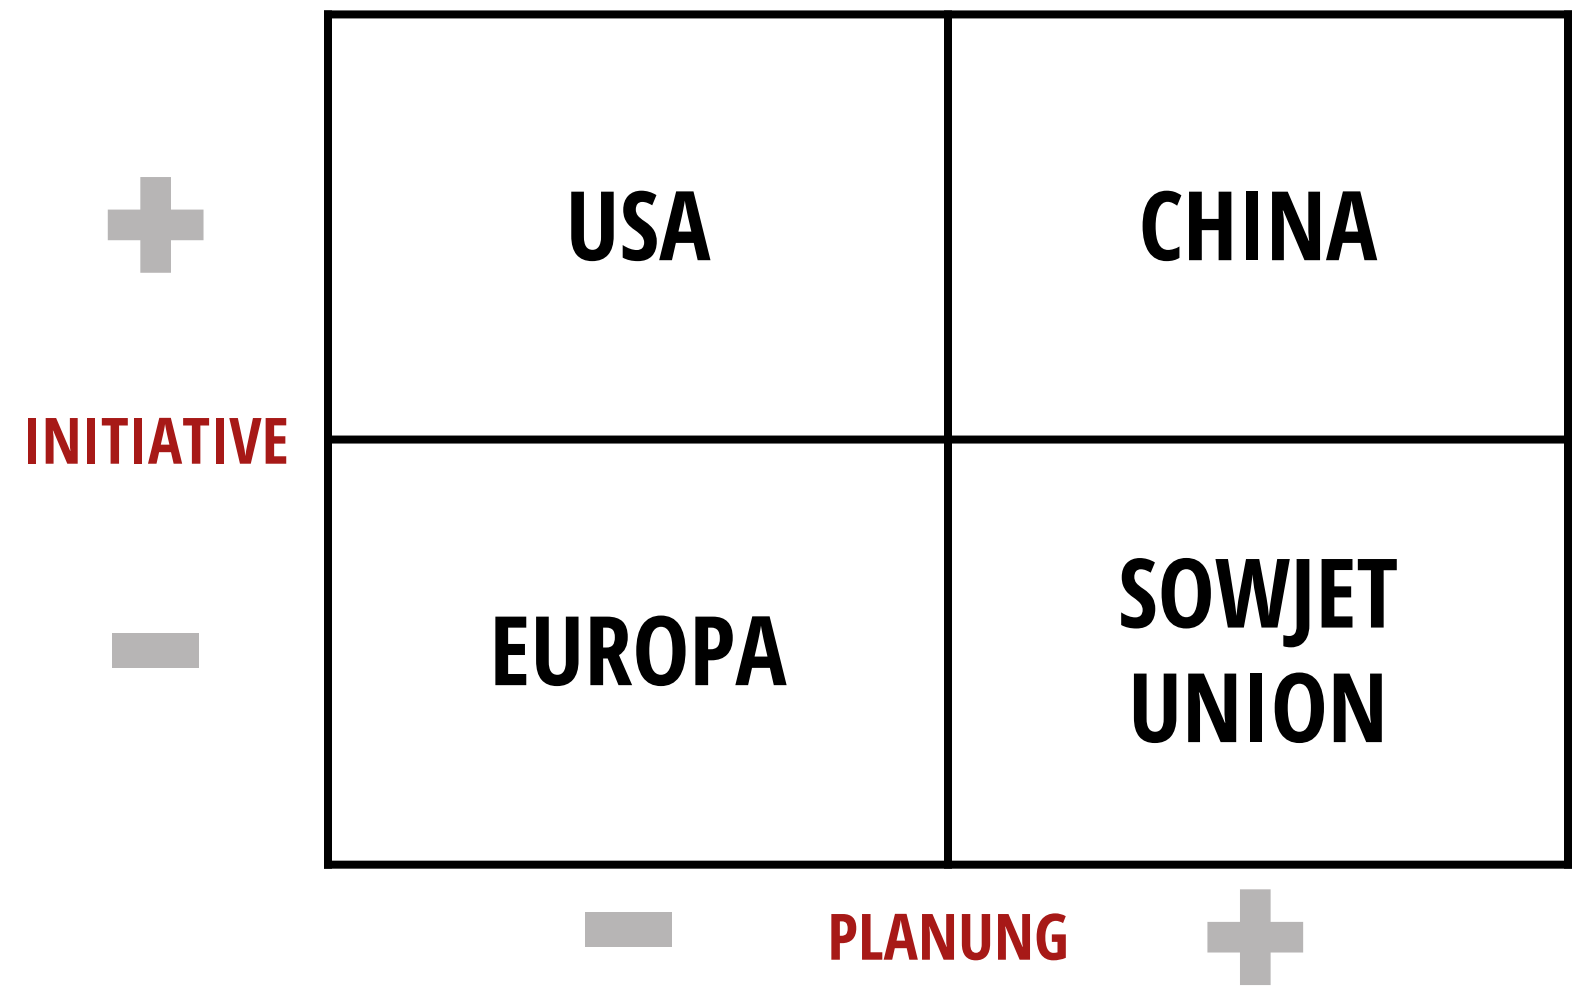 USA
CHINA
INITIATIVE
EUROPA
SOWJET
UNION
PLANUNG